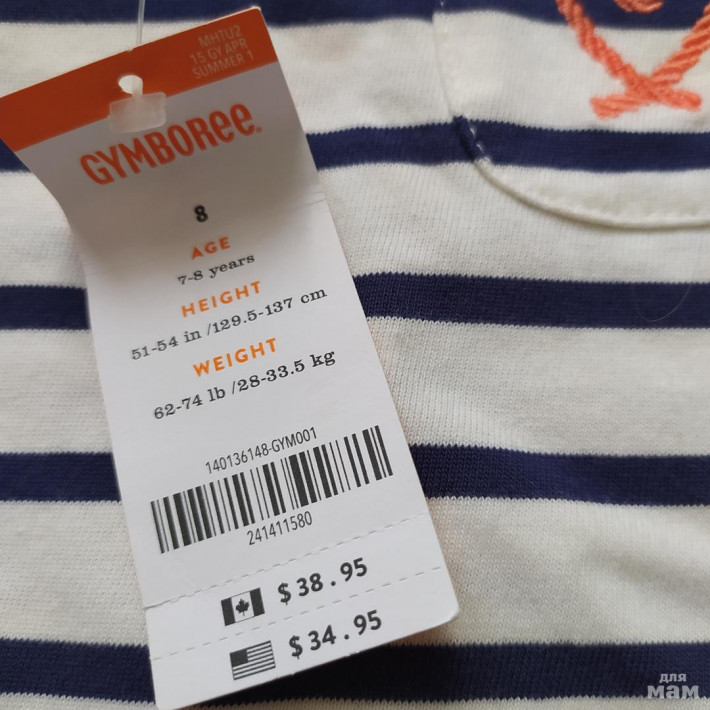 MHTU2
15 GY APR
SUMMER 1
GYMBOREE
8
AGE
7-8 years
HEIGHT
51-54 in /129.5-137 cm
WEIGHT
62-74 lb /28-33.5 kg
140136148-GYM001
241411580
$38.95
$34.95
для
мам